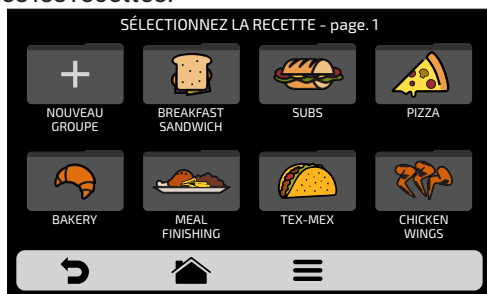 SÉLECTIONNEZ LA RECETTE - page. 1
NOUVEAU
GROUPE
BREAKFAST
SANDWICH
SUBS
PIZZA
BAKERY
MEAL
FINISHING
TEX-MEX
CHICKEN
WINGS